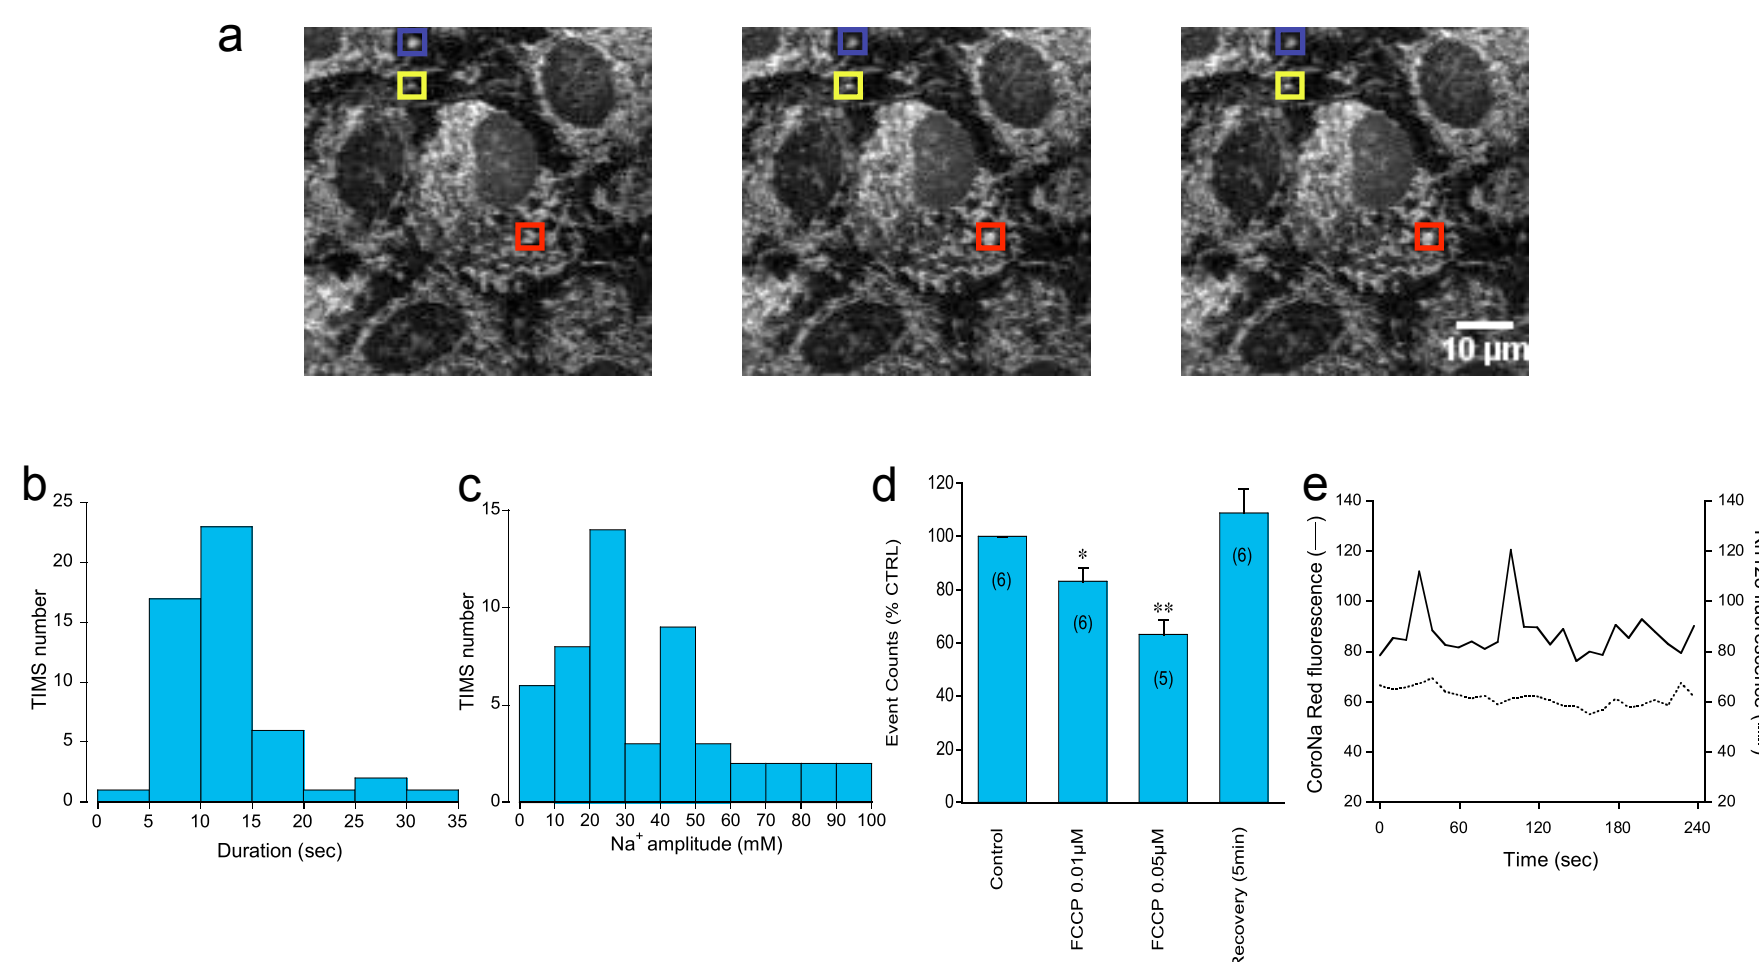 a
10 µm
b
TIMS number
25
20
15
10
5
0
0 5 10 15 20 25 30 35
Duration (sec)
c
TIMS number
15
10
5
0
0 10 20 30 40 50 60 70 80 90 100
Na+ amplitude (mM)
d
Event Counts (% CTRL)
120
100
80
60
40
20
0
(6)
*
(6)
**
(5)
(6)
Control
FCCP 0.01µM
FCCP 0.05µM
Recovery (5min)
e
CoroNa Red fluorescence (—)
140
120
100
80
60
40
20
140
120
100
80
60
40
20
0 60 120 180 240
Time (sec)